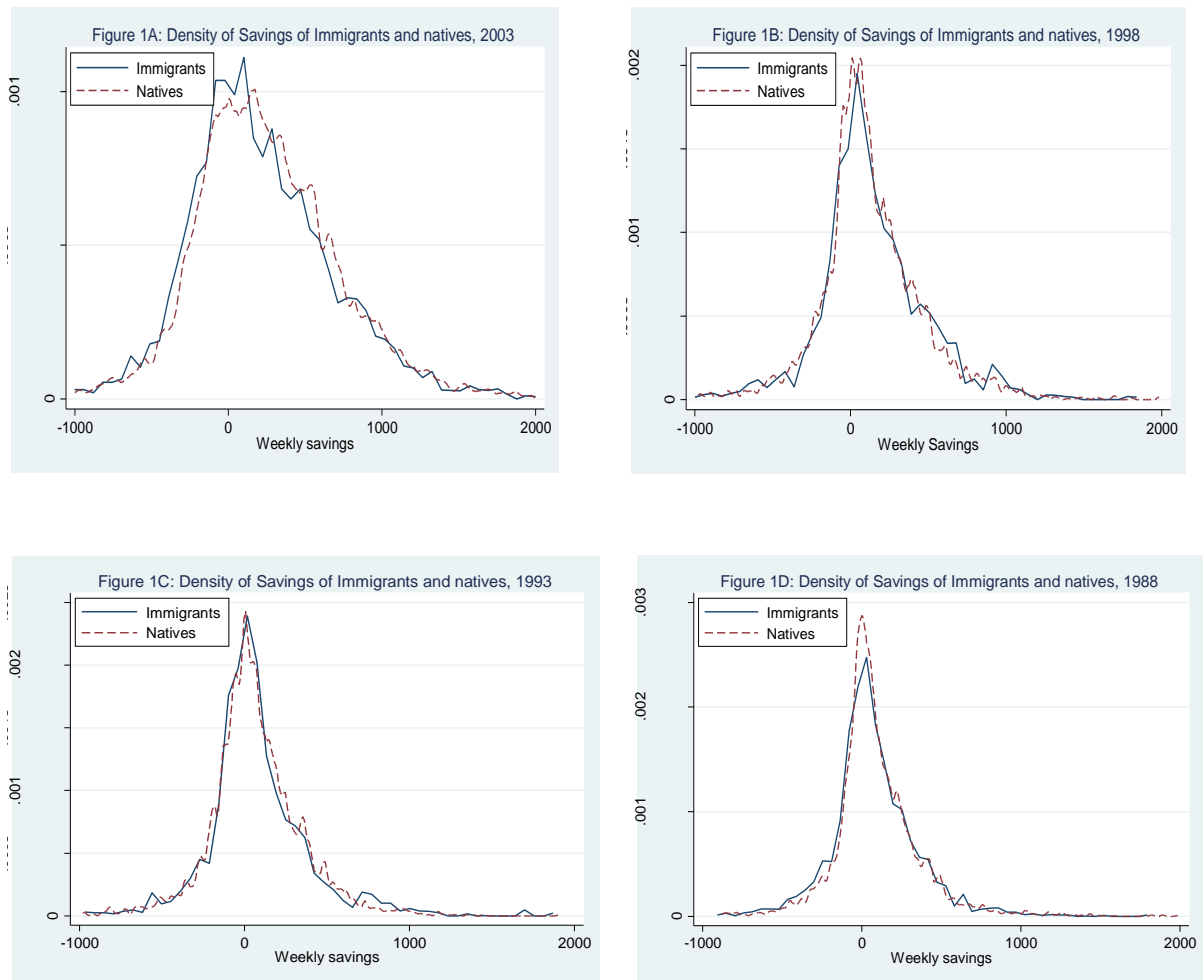 Figure 1A: Density of Savings of Immigrants and natives, 2003
Immigrants
Natives
.001
0
-1000
0
1000
2000
Weekly savings
Figure 1B: Density of Savings of Immigrants and natives, 1998
Immigrants
Natives
.002
.001
0
-1000
0
1000
2000
Weekly Savings
Figure 1C: Density of Savings of Immigrants and natives, 1993
Immigrants
Natives
.002
.001
0
-1000
0
1000
2000
Weekly savings
Figure 1D: Density of Savings of Immigrants and natives, 1988
Immigrants
Natives
.003
.002
.001
0
-1000
0
1000
2000
Weekly savings